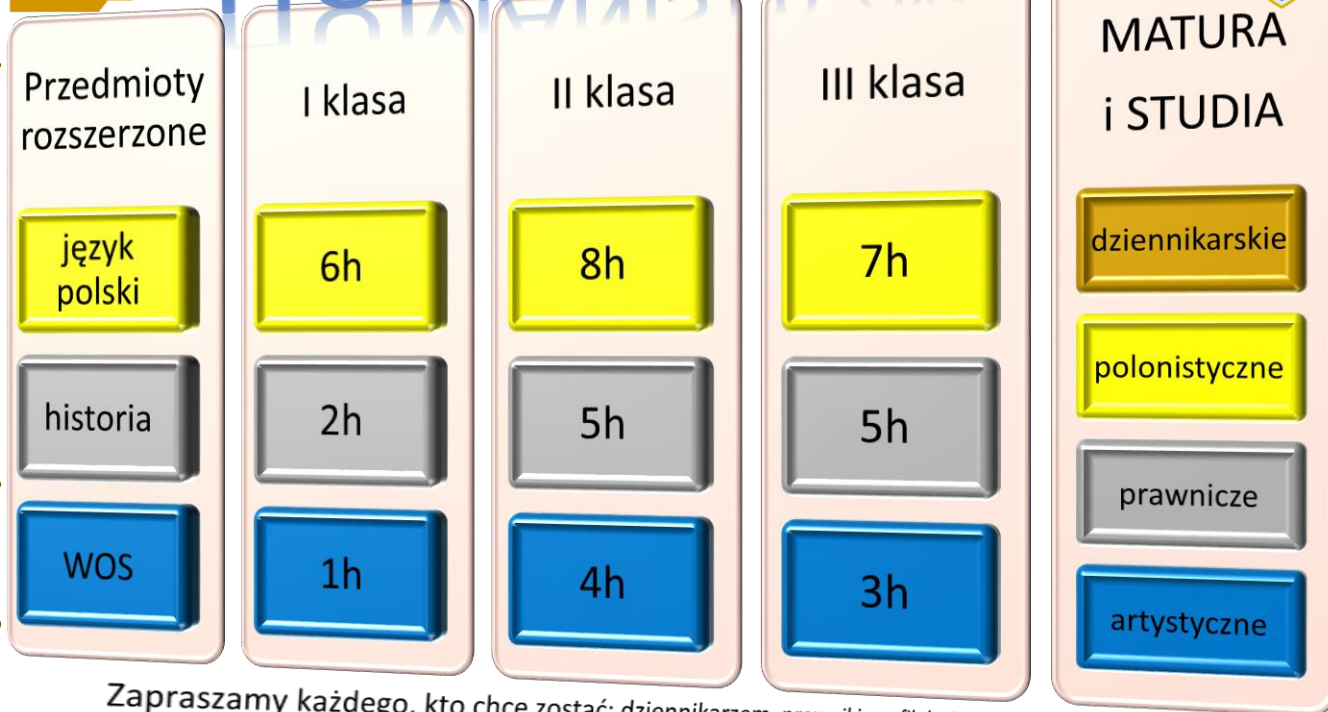 Przedmioty
rozszerzone
język
polski
historia
WOS
I klasa
6h
2h
1h
II klasa
8h
5h
4h
III klasa
7h
5h
3h
MATURA
i STUDIA
dziennikarskie
polonistyczne
prawnicze
artystyczne
Zapraszamy każdego, kto chce zostać: dziennikarzem,